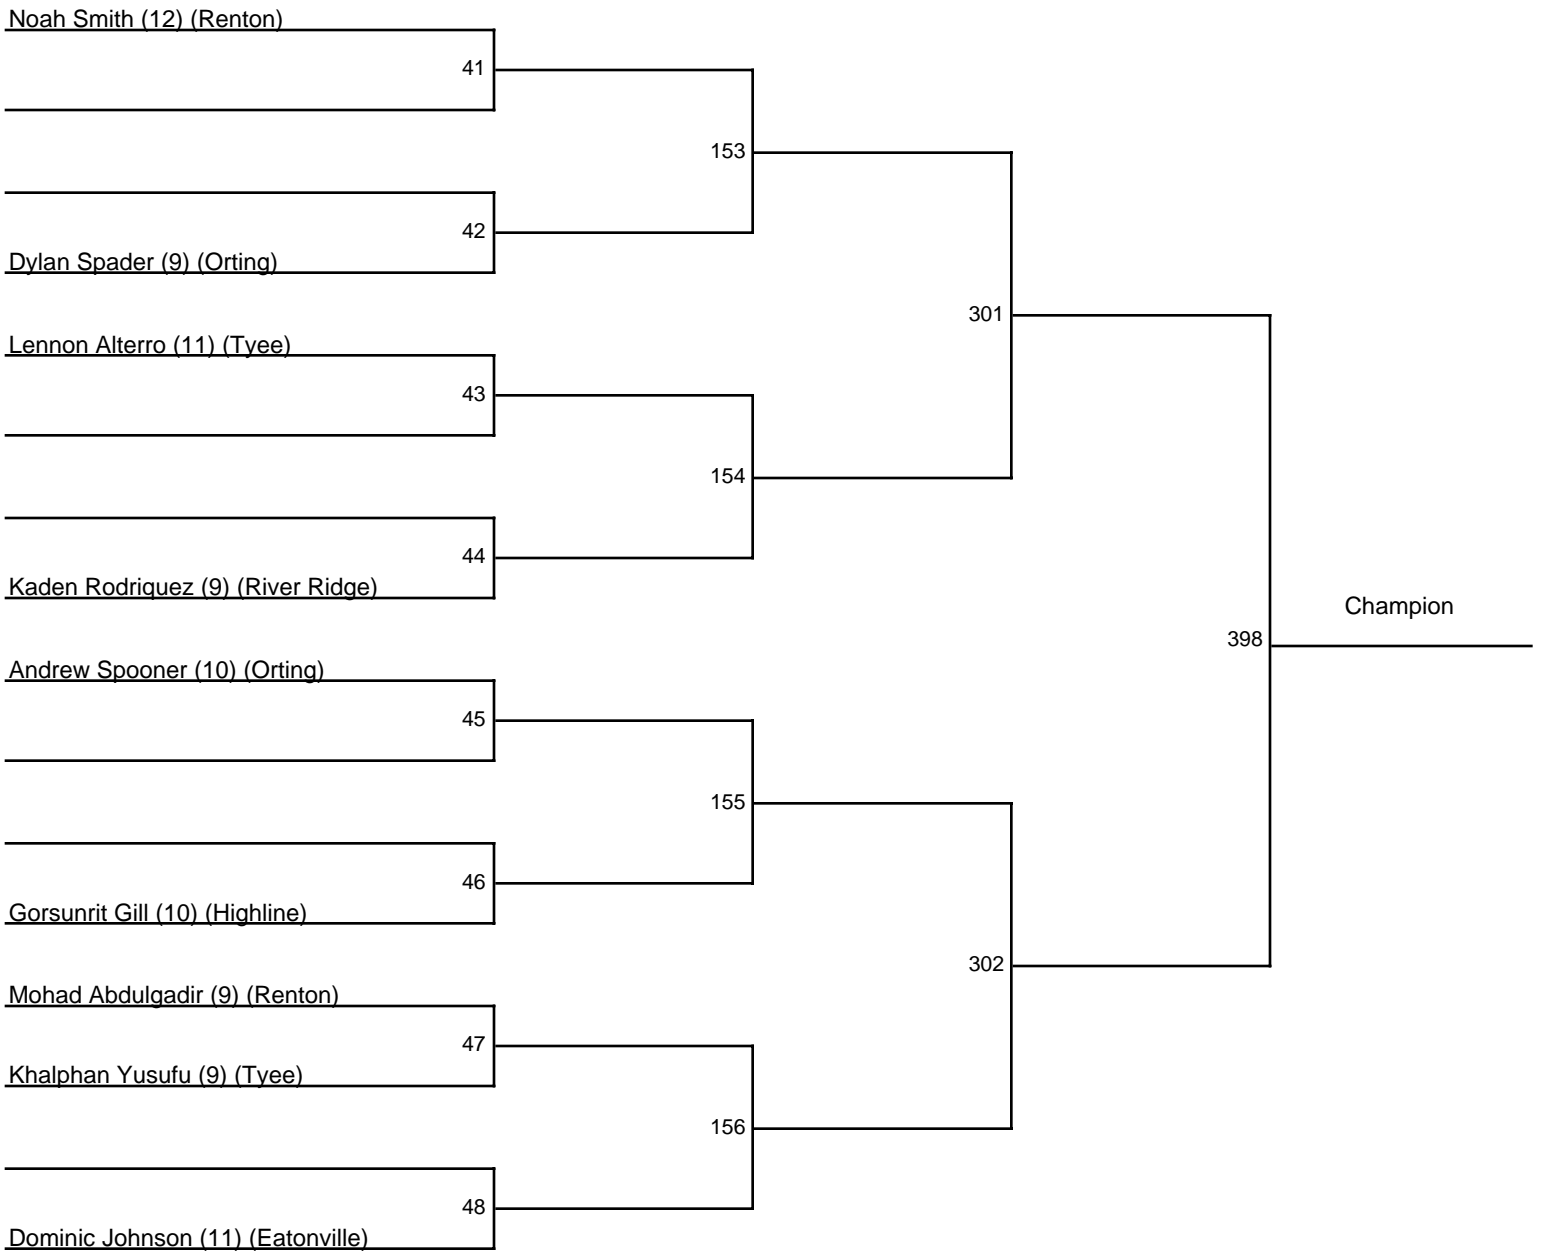 Noah Smith (12) (Renton)
41
153
42
Dylan Spader (9) (Orting)
301
Lennon Alterro (11) (Tyee)
43
154
44
Kaden Rodriquez (9) (River Ridge)
Champion
398
Andrew Spooner (10) (Orting)
45
155
46
Gorsunrit Gill (10) (Highline)
302
Mohad Abdulgadir (9) (Renton)
47
Khalphan Yusufu (9) (Tyee)
156
48
Dominic Johnson (11) (Eatonville)